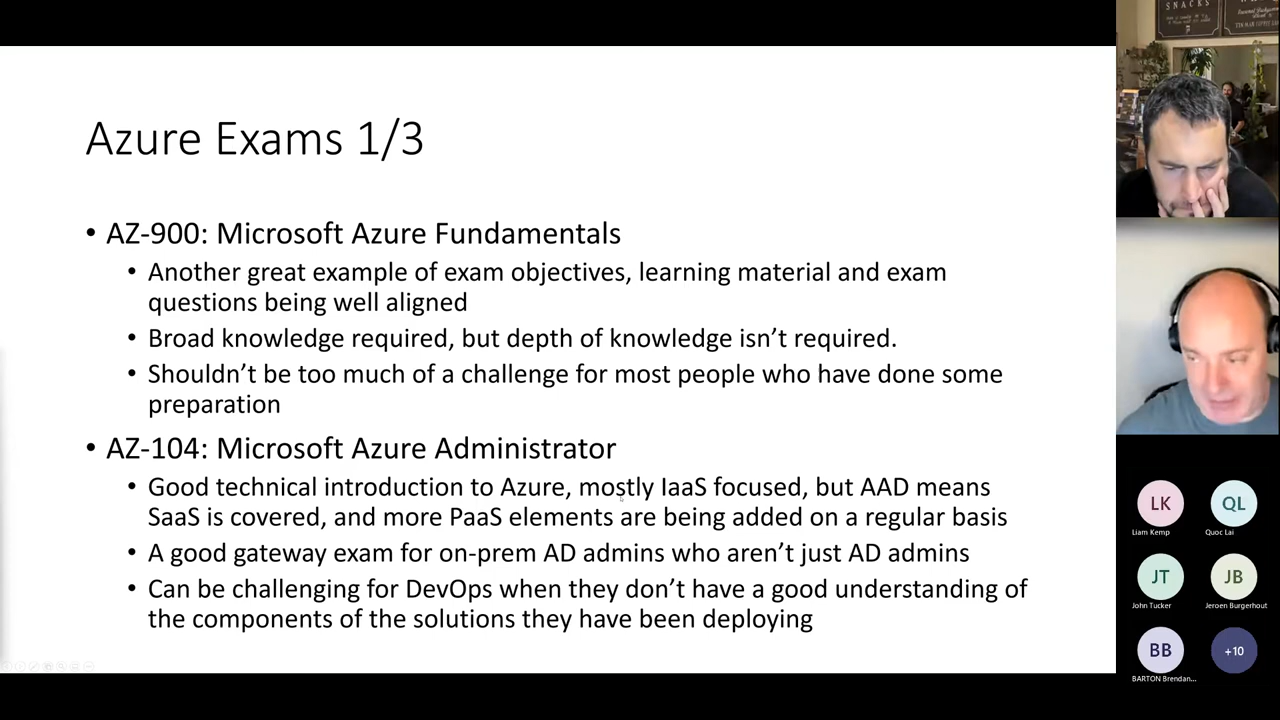 Azure Exams 1/3
• AZ-900: Microsoft Azure Fundamentals
• Another great example of exam objectives, learning material and exam
questions being well aligned
• Broad knowledge required, but depth of knowledge isn't required.
• Shouldn't be too much of a challenge for most people who have done some
preparation
• AZ-104: Microsoft Azure Administrator
• Good technical introduction to Azure, mostly IaaS focused, but AAD means
SaaS is covered, and more PaaS elements are being added on a regular basis
• A good gateway exam for on-prem AD admins who aren't just AD admins
• Can be challenging for DevOps when they don't have a good understanding of
the components of the solutions they have been deploying
SNACKS
LK
Liam Kemp
QL
Quoc Lai
JT
John Tucker
JB
Jeroen Burgerhout
BB
BARTON Brendan...
+10